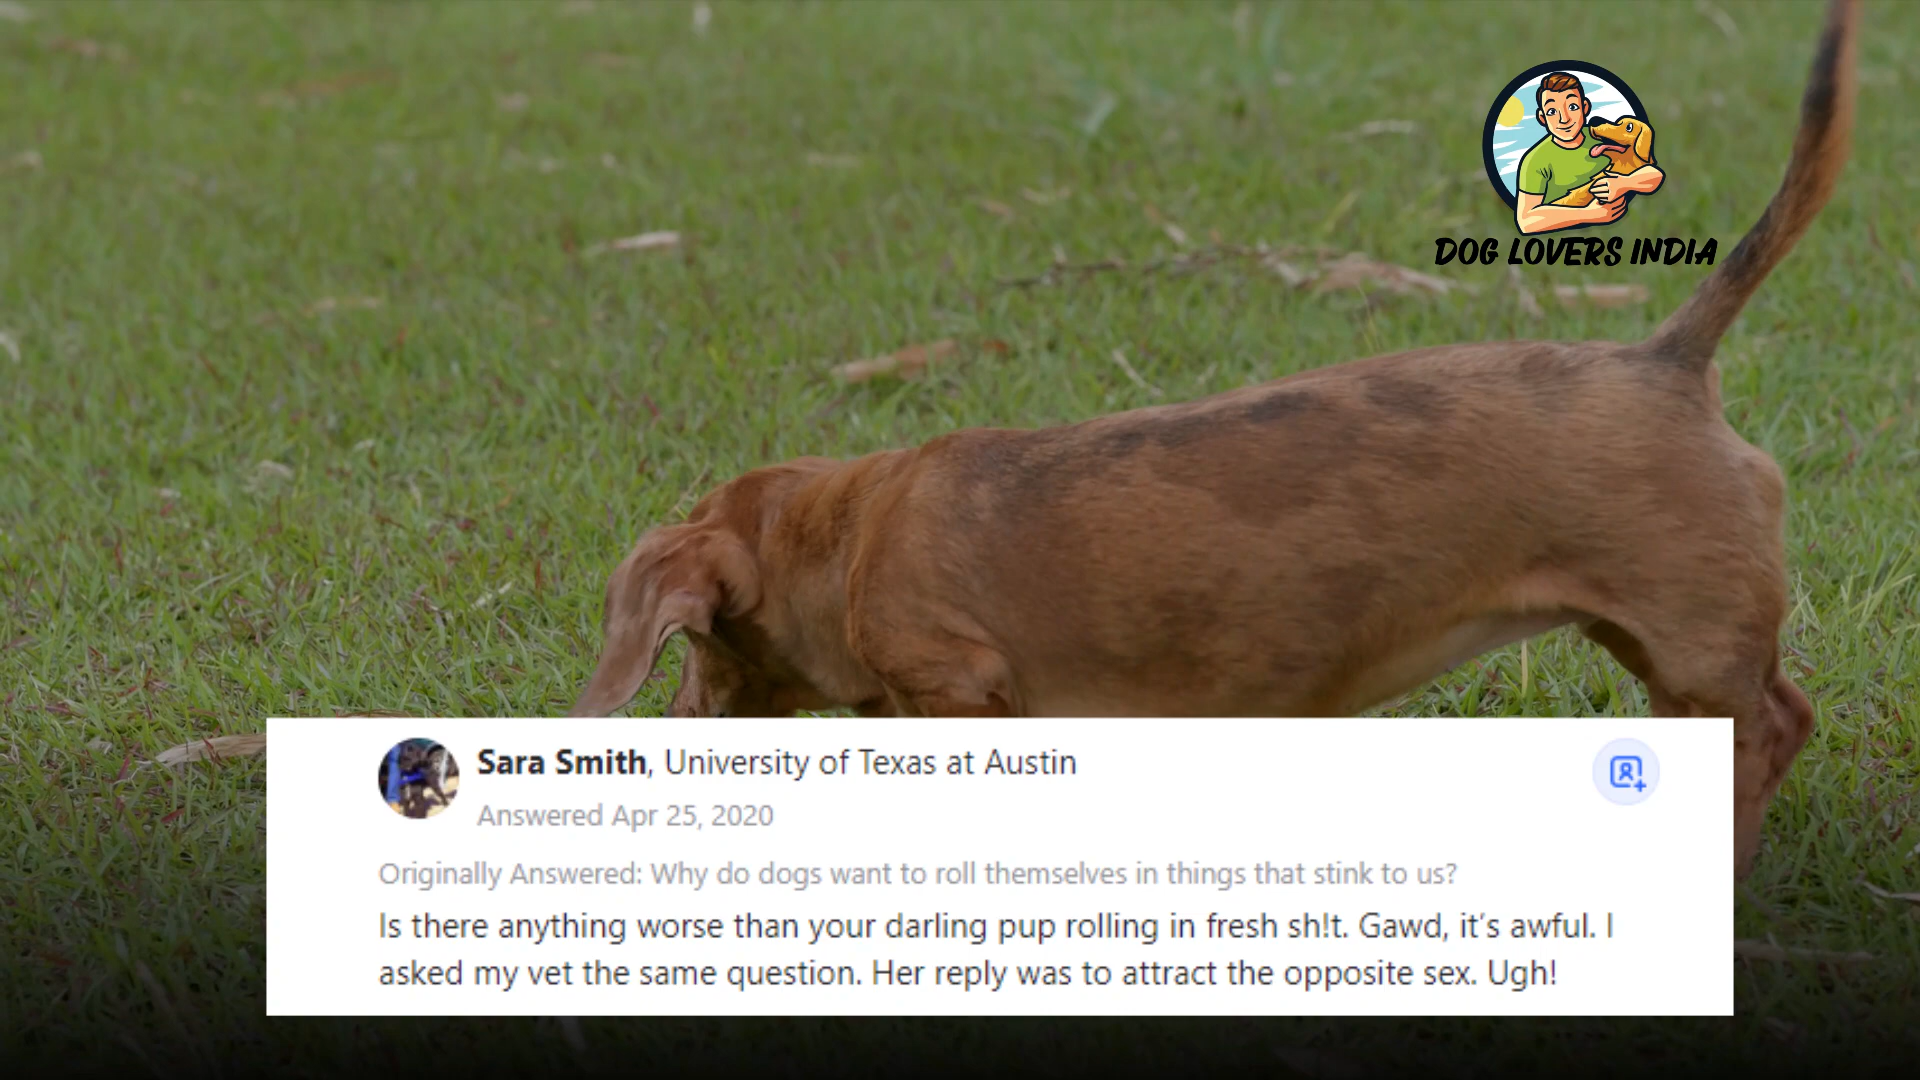 DOG LOVERS INDIA
Sara Smith, University of Texas at Austin
Answered Apr 25, 2020
Originally Answered: Why do dogs want to roll themselves in things that stink to us?
Is there anything worse than your darling pup rolling in fresh sh!t. Gawd, it’s awful. I
asked my vet the same question. Her reply was to attract the opposite sex. Ugh!